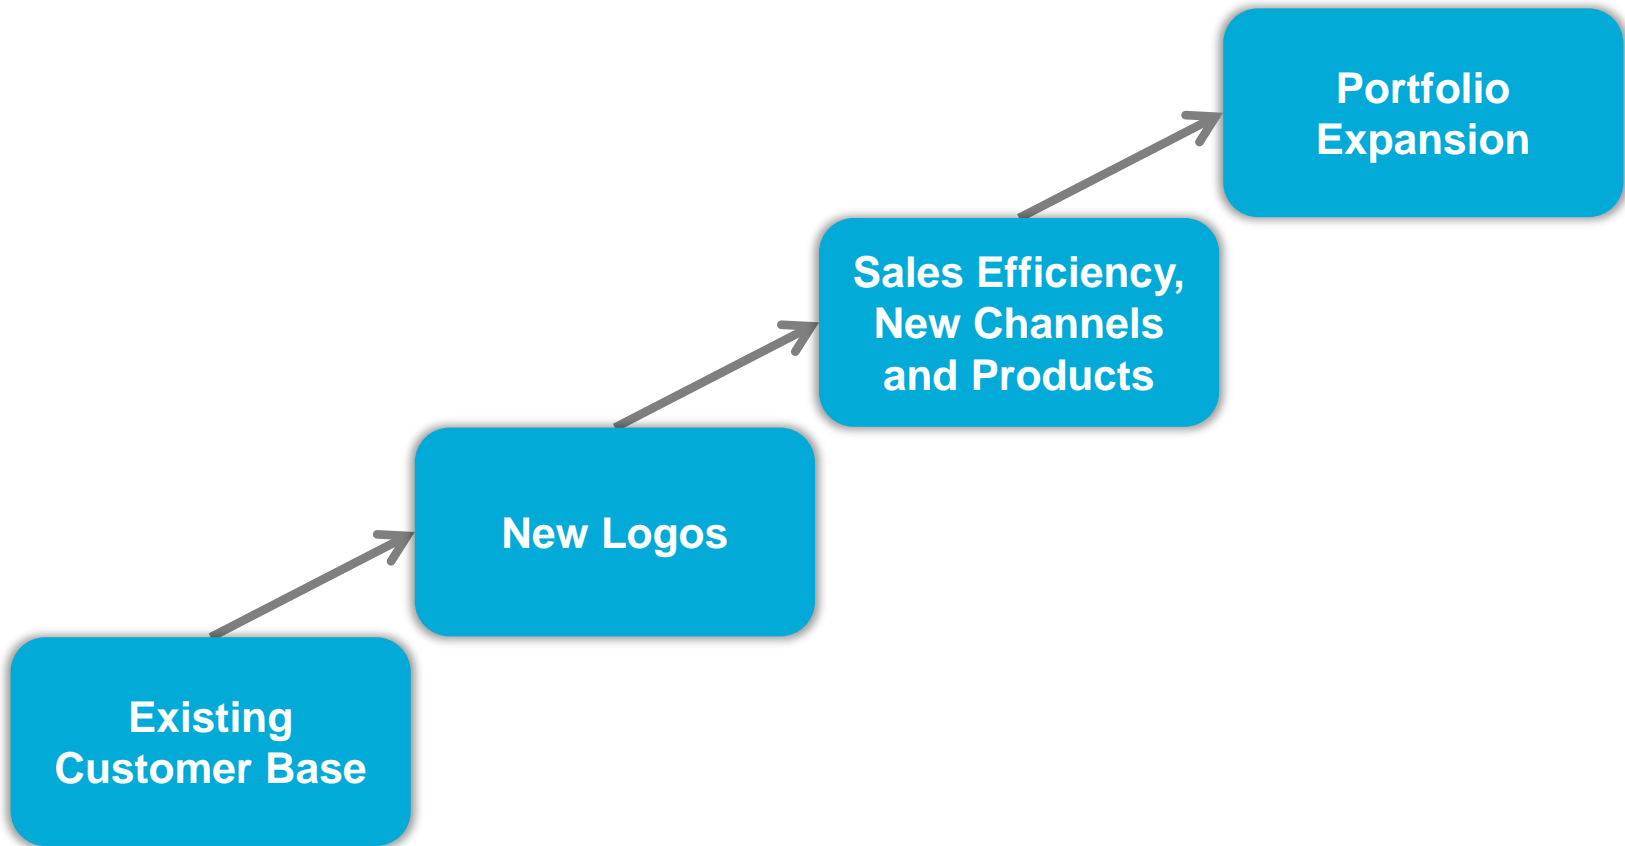 Portfolio
Expansion
Sales Efficiency,
New Channels
and Products
New Logos
Existing
Customer Base